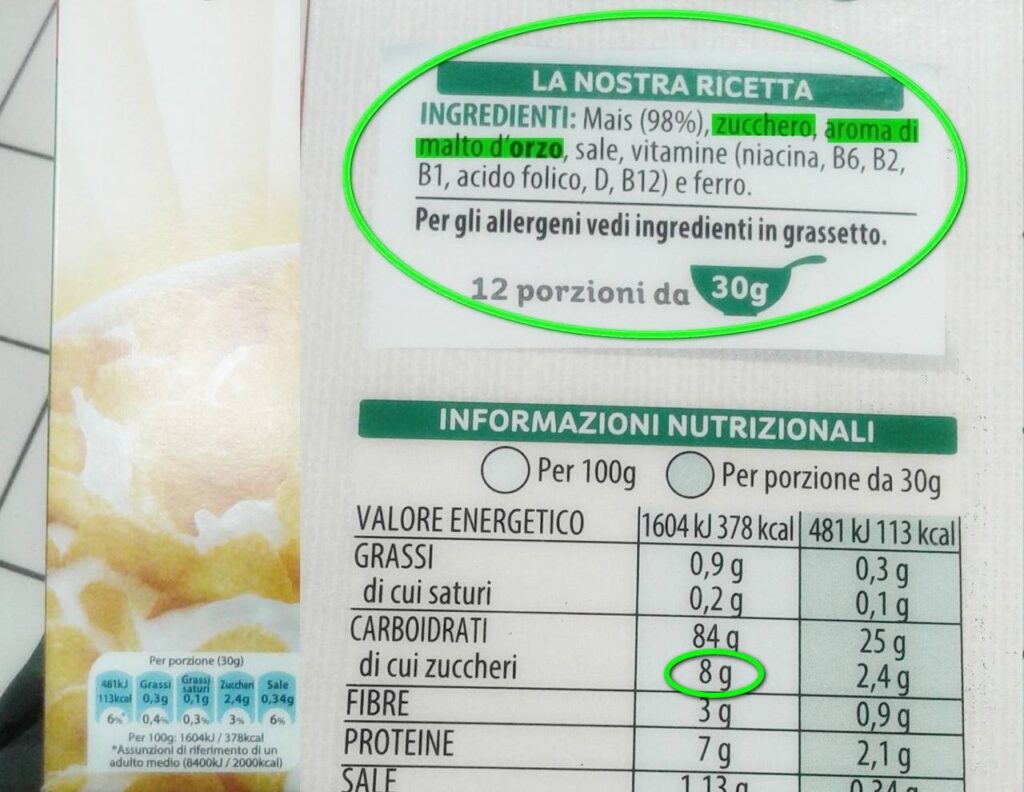 LA NOSTRA RICETTA
INGREDIENTI: Mais (98%), zucchero, aroma di
malto d'orzo, sale, vitamine (niacina, B6, B2,
B1, acido folico, D, B12) e ferro.
Per gli allergeni vedi ingredienti in grassetto.
12 porzioni da 30g
INFORMAZIONI NUTRIZIONALI
Per 100g Per porzione da 30g
VALORE ENERGETICO 1604 kJ 378 kcal 481 kJ 113 kcal
GRASSI 0,9 g 0,3 g
di cui saturi 0,2 g 0,1 g
CARBOIDRATI 84 g 25 g
di cui zuccheri 8 g 2,4 g
FIBRE 3 g 0,9 g
PROTEINE 7 g 2,1 g
SALE 1,13 g 0,34 g
Per porzione (30g)
481kJ Grassi Grassi saturi Zuccheri Sale
113kcal 0,3g 0,1g 2,4g 0,34g
6%* 0,4% 0,3% 3% 6%
Per 100g: 1604kJ / 378kcal
*Assunzioni di riferimento di un
adulto medio (8400kJ / 2000kcal)